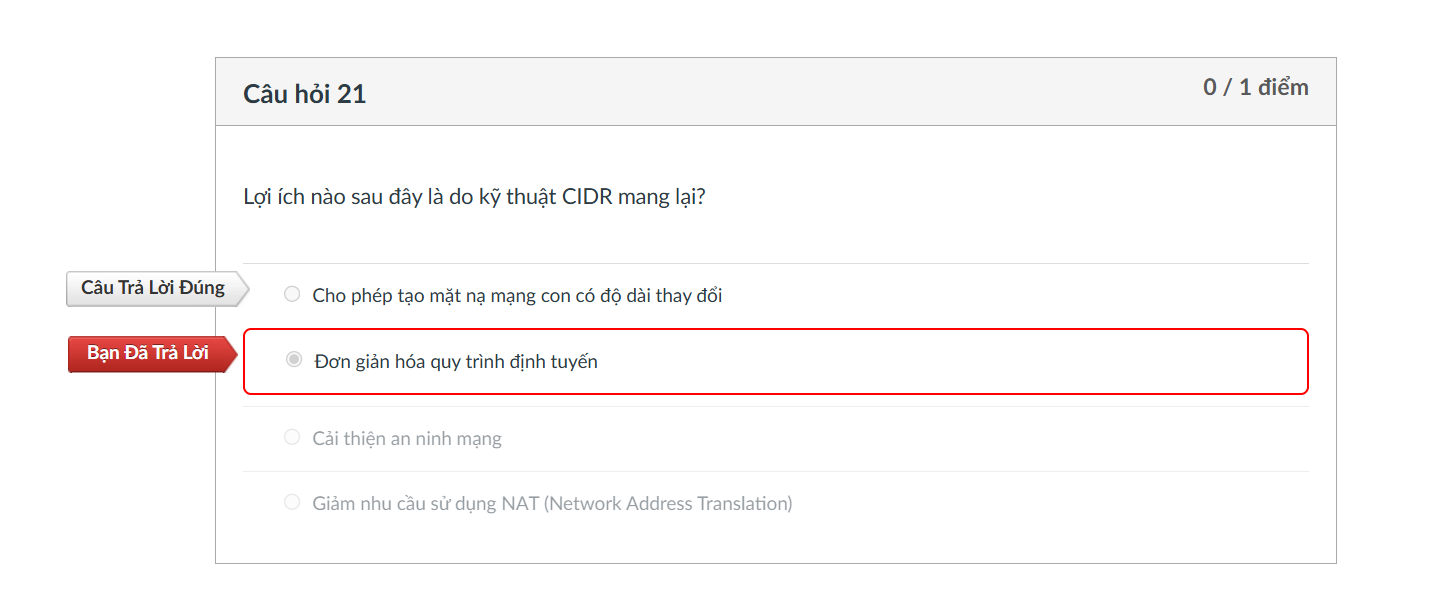 Câu hỏi 21
0 / 1 điểm
Lợi ích nào sau đây là do kỹ thuật CIDR mang lại?
Câu Trả Lời Đúng
Cho phép tạo mặt nạ mạng con có độ dài thay đổi
Bạn Đã Trả Lời
Đơn giản hóa quy trình định tuyến
Cải thiện an ninh mạng
Giảm nhu cầu sử dụng NAT (Network Address Translation)